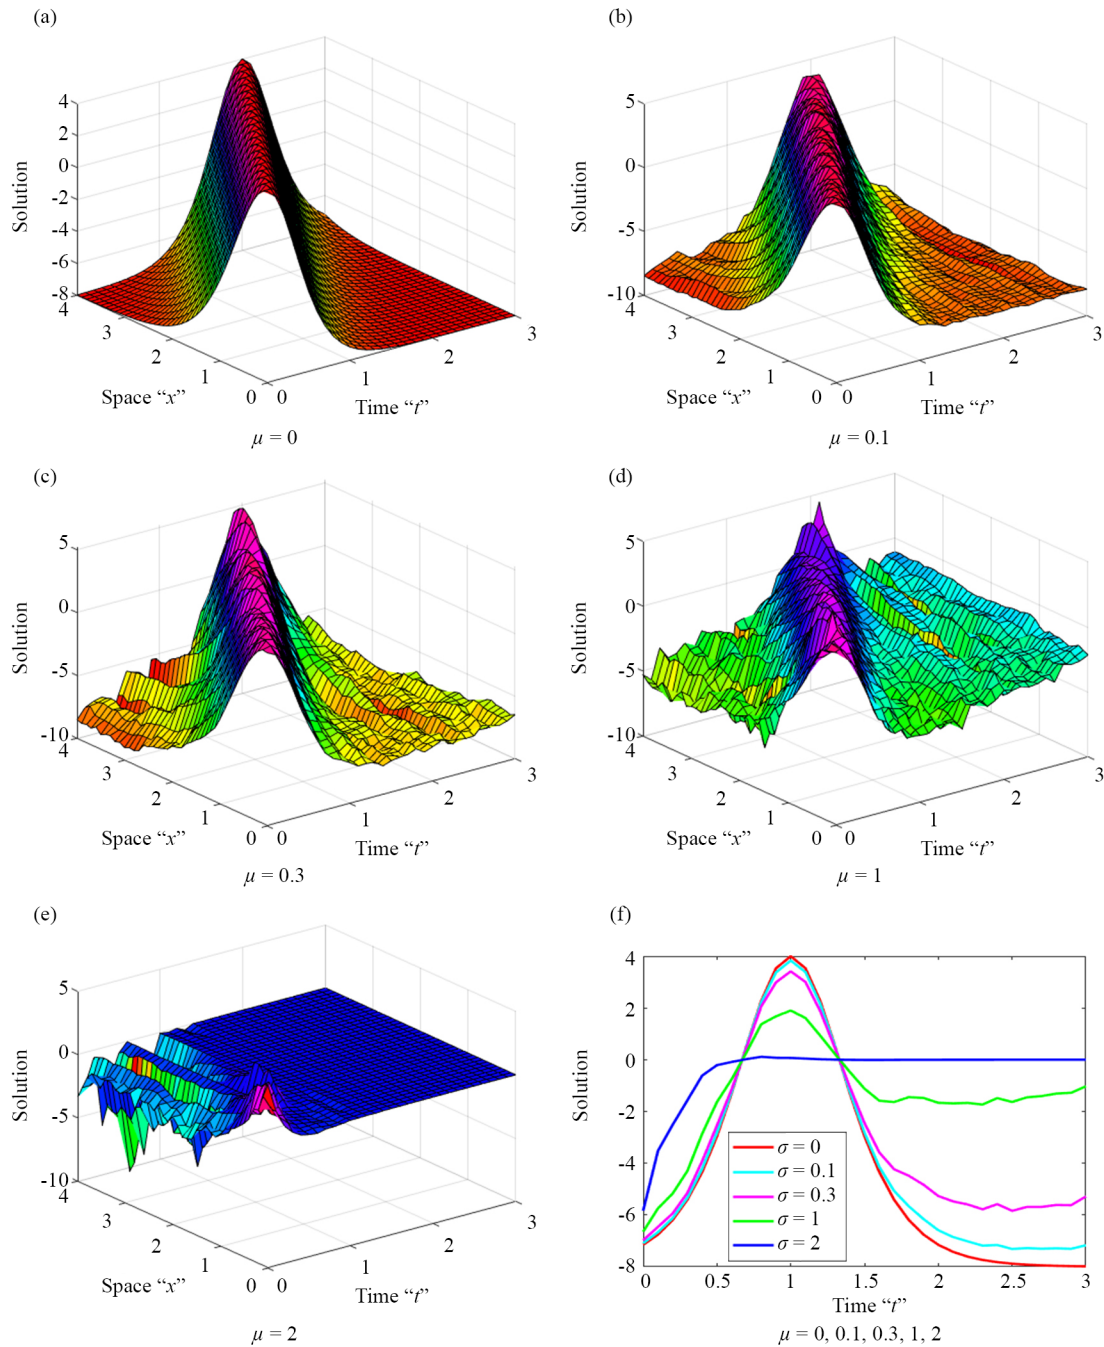 (a)
4
2
0
-2
-4
-6
-8
Solution
4
3
2
1
0
Space “x”
0
1
2
3
Time “t”
μ = 0
(b)
5
0
-5
-10
Solution
4
3
2
1
0
Space “x”
0
1
2
3
Time “t”
μ = 0.1
(c)
5
0
-5
-10
Solution
4
3
2
1
0
Space “x”
0
1
2
3
Time “t”
μ = 0.3
(d)
5
0
-5
-10
Solution
4
3
2
1
0
Space “x”
0
1
2
3
Time “t”
μ = 1
(e)
5
0
-5
-10
Solution
4
3
2
1
0
Space “x”
0
1
2
3
Time “t”
μ = 2
(f)
4
2
0
-2
-4
-6
-8
Solution
σ = 0
σ = 0.1
σ = 0.3
σ = 1
σ = 2
0 0.5 1 1.5 2 2.5 3
Time “t”
μ = 0, 0.1, 0.3, 1, 2